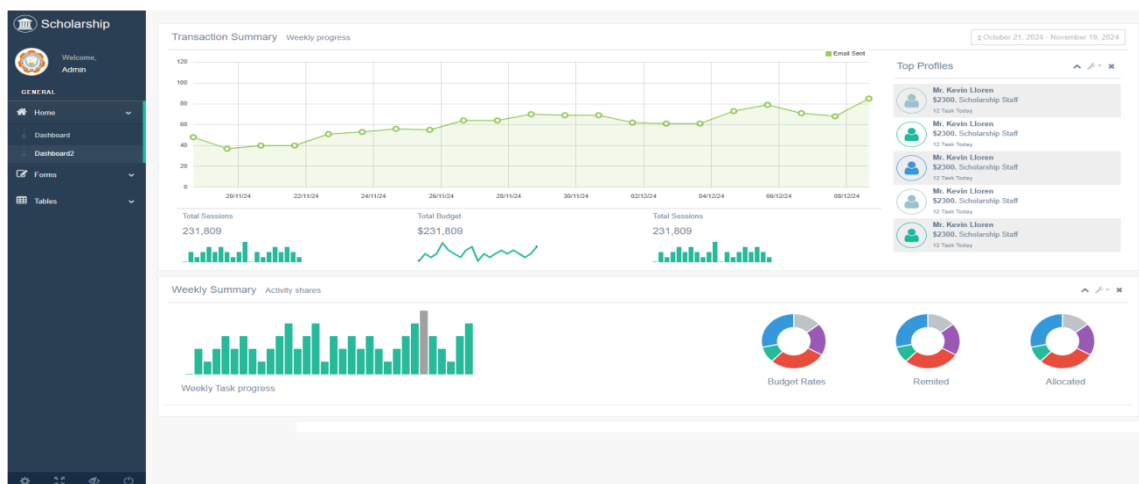 Scholarship
Welcome,
Admin
GENERAL
Home
Dashboard
Dashboard2
Forms
Tables
Transaction Summary Weekly progress
October 21, 2024 - November 19, 2024
Email Sent
120
100
80
60
40
20
0
20/11/24 22/11/24 24/11/24 26/11/24 28/11/24 30/11/24 02/12/24 04/12/24 06/12/24 08/12/24
Total Sessions
231,809
Total Budget
$231,809
Total Sessions
231,809
Top Profiles
Mr. Kevin Lloren
$2300. Scholarship Staff
12 Task Today
Mr. Kevin Lloren
$2300. Scholarship Staff
12 Task Today
Mr. Kevin Lloren
$2300. Scholarship Staff
12 Task Today
Mr. Kevin Lloren
$2300. Scholarship Staff
12 Task Today
Mr. Kevin Lloren
$2300. Scholarship Staff
12 Task Today
Weekly Summary Activity shares
Weekly Task progress
Budget Rates
Remited
Allocated